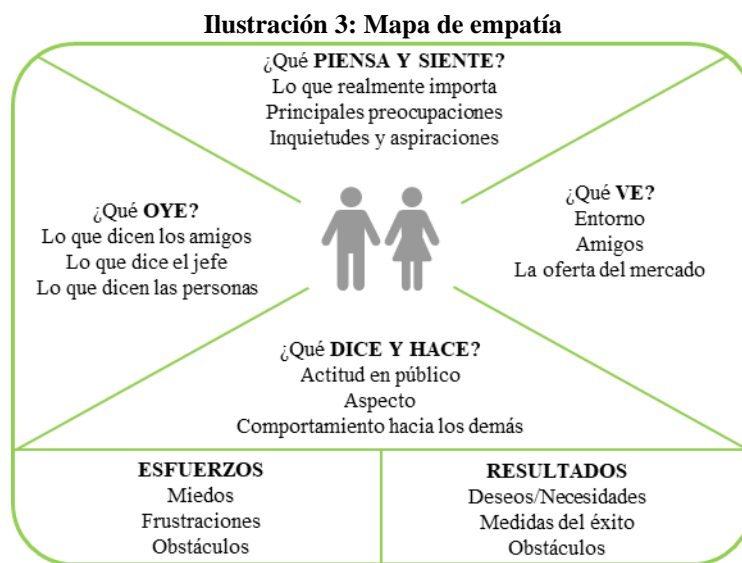 Ilustración 3: Mapa de empatía
¿Qué PIENSA Y SIENTE?
Lo que realmente importa
Principales preocupaciones
Inquietudes y aspiraciones
¿Qué OYE?
Lo que dicen los amigos
Lo que dice el jefe
Lo que dicen las personas
¿Qué VE?
Entorno
Amigos
La oferta del mercado
¿Qué DICE Y HACE?
Actitud en público
Aspecto
Comportamiento hacia los demás
ESFUERZOS
Miedos
Frustraciones
Obstáculos
RESULTADOS
Deseos/Necesidades
Medidas del éxito
Obstáculos